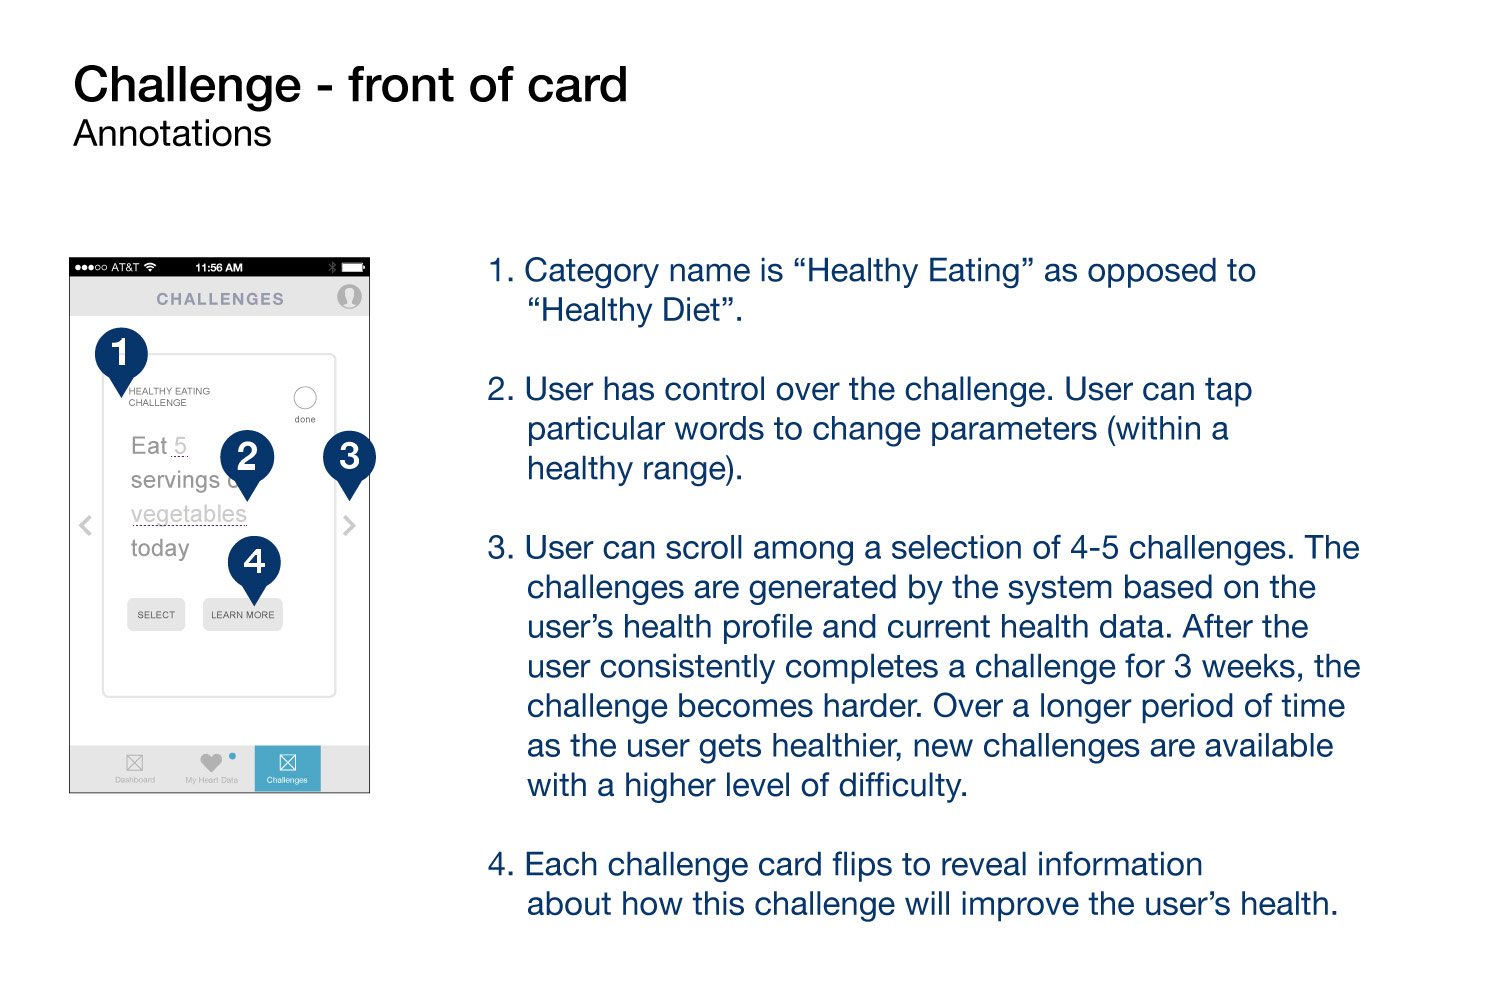 Challenge - front of card
Annotations
AT&T 11:56 AM
CHALLENGES
1
HEALTHY EATING
CHALLENGE
done
Eat 5
2
3
servings
vegetables
today
4
SELECT
LEARN MORE
Dashboard
My Heart Data
Challenges
1. Category name is “Healthy Eating” as opposed to
“Healthy Diet”.
2. User has control over the challenge. User can tap
particular words to change parameters (within a
healthy range).
3. User can scroll among a selection of 4-5 challenges. The
challenges are generated by the system based on the
user’s health profile and current health data. After the
user consistently completes a challenge for 3 weeks, the
challenge becomes harder. Over a longer period of time
as the user gets healthier, new challenges are available
with a higher level of difficulty.
4. Each challenge card flips to reveal information
about how this challenge will improve the user’s health.